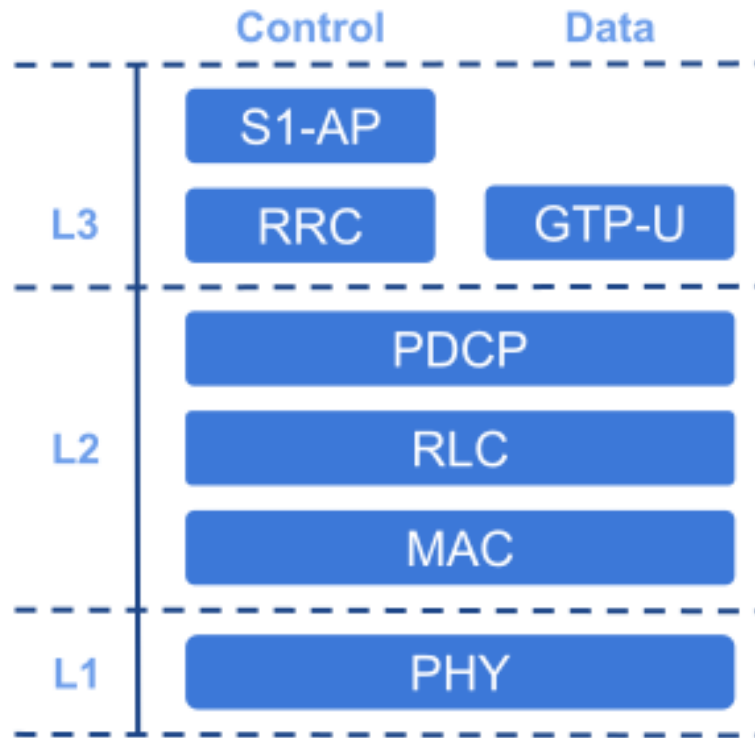 Control Data
S1-AP
L3 RRC GTP-U
PDCP
L2 RLC
MAC
L1 PHY